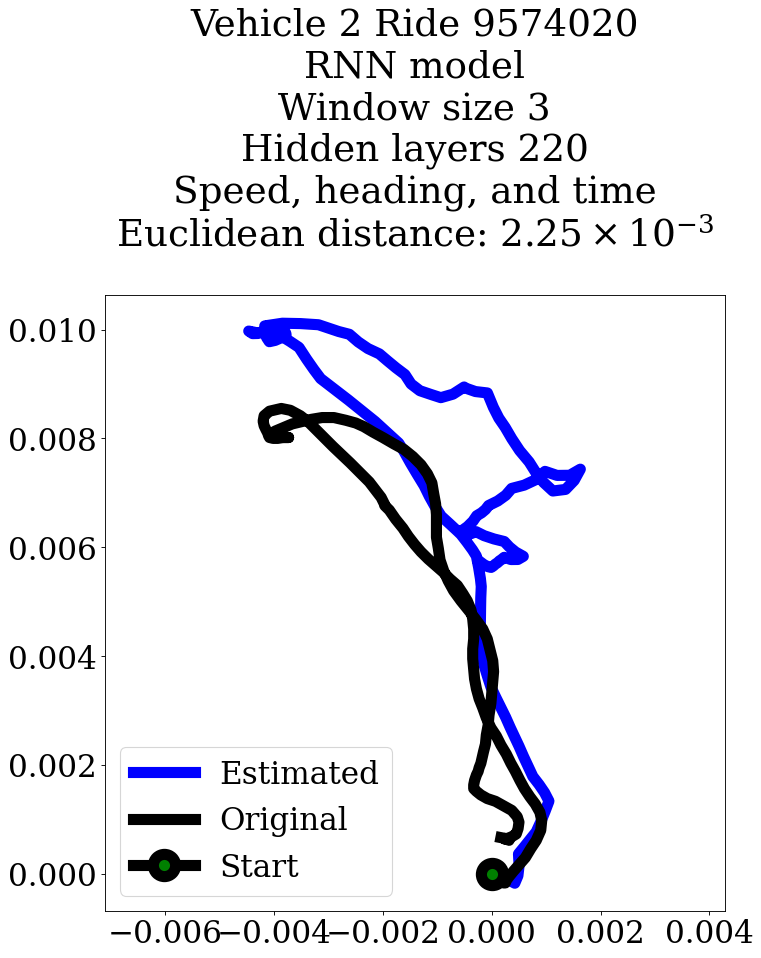 Vehicle 2 Ride 9574020
RNN model
Window size 3
Hidden layers 220
Speed, heading, and time
Euclidean distance: 2.25 × 10⁻³
0.010
0.008
0.006
0.004
0.002
0.000
Estimated
Original
Start
−0.006 −0.004 −0.002 0.000 0.002 0.004